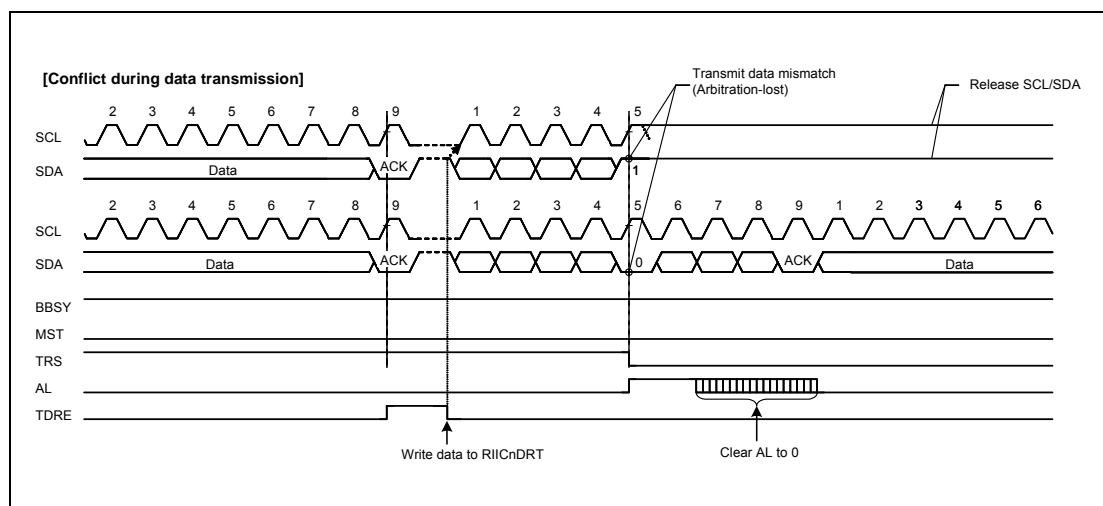 [Conflict during data transmission]
Transmit data mismatch
(Arbitration-lost)
Release SCL/SDA
2 3 4 5 6 7 8 9 1 2 3 4 5
SCL
SDA Data ACK 1
2 3 4 5 6 7 8 9 1 2 3 4 5 6 7 8 9 1 2 3 4 5 6
SCL
SDA Data ACK 0 ACK Data
BBSY
MST
TRS
AL
TDRE
Write data to RIICnDRT
Clear AL to 0